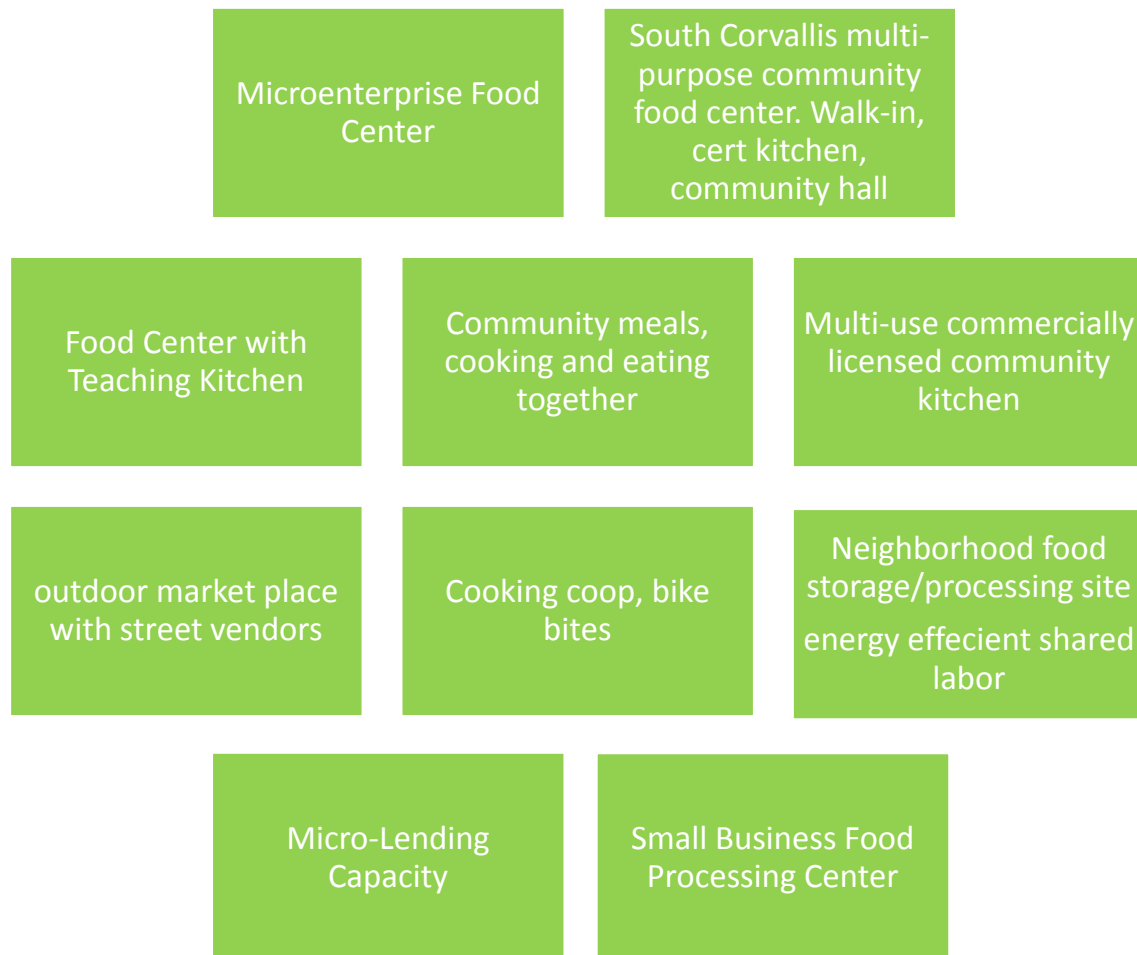 Microenterprise Food
Center
South Corvallis multi-
purpose community
food center. Walk-in,
cert kitchen,
community hall
Food Center with
Teaching Kitchen
Community meals,
cooking and eating
together
Multi-use commercially
licensed community
kitchen
outdoor market place
with street vendors
Cooking coop, bike
bites
Neighborhood food
storage/processing site
energy effecient shared
labor
Micro-Lending
Capacity
Small Business Food
Processing Center